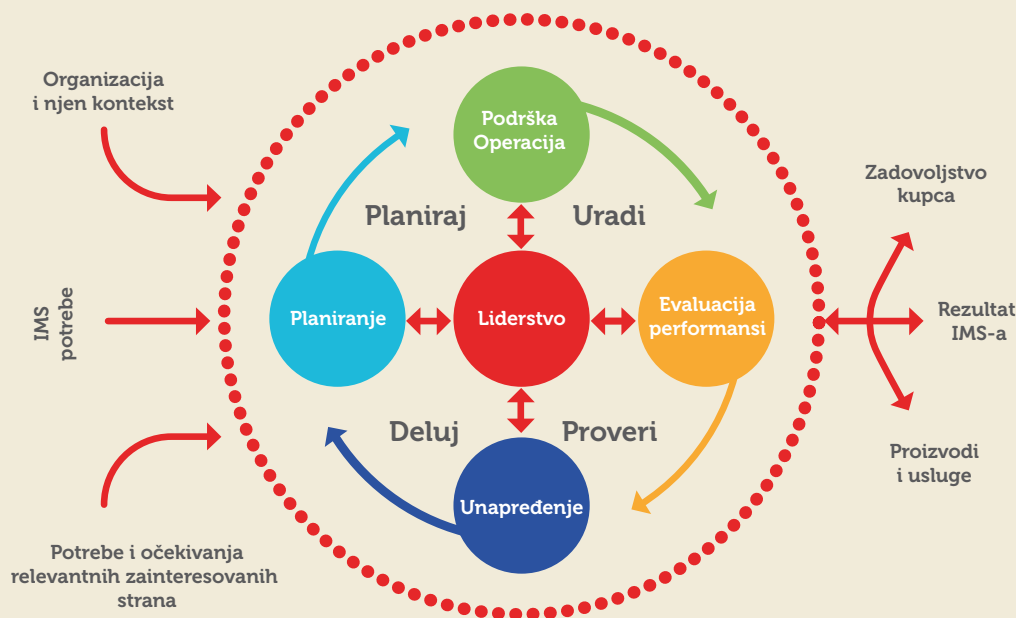 Organizacija
i njen kontekst
IMS
potrebe
Potrebe i očekivanja
relevantnih zainteresovanih
strana
Podrška
Operacija
Planiraj
Uradi
Planiranje
Liderstvo
Evaluacija
performansi
Deluj
Proveri
Unapređenje
Zadovoljstvo
kupca
Rezultat
IMS-a
Proizvodi
i usluge